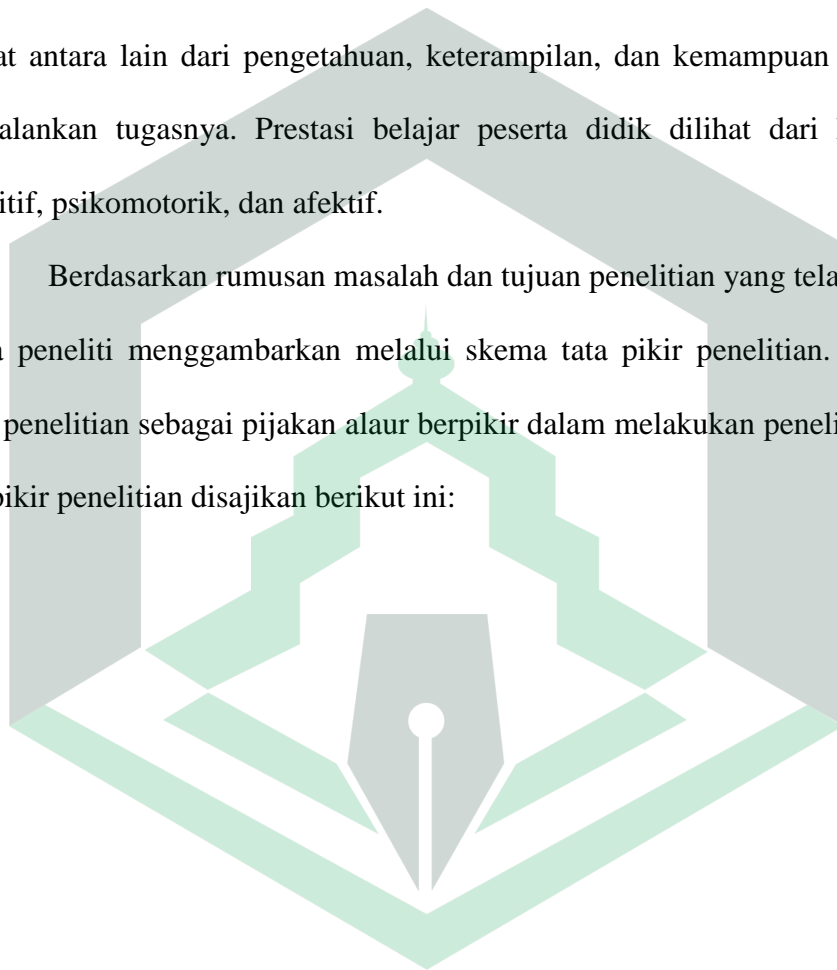 at antara lain dari pengetahuan, keterampilan, dan kemampuan
alankan tugasnya. Prestasi belajar peserta didik dilihat dari
itif, psikomotorik, dan afektif.
Berdasarkan rumusan masalah dan tujuan penelitian yang tela
peneliti menggambarkan melalui skema tata pikir penelitian.
penelitian sebagai pijakan alaur berpikir dalam melakukan peneli
pikir penelitian disajikan berikut ini: